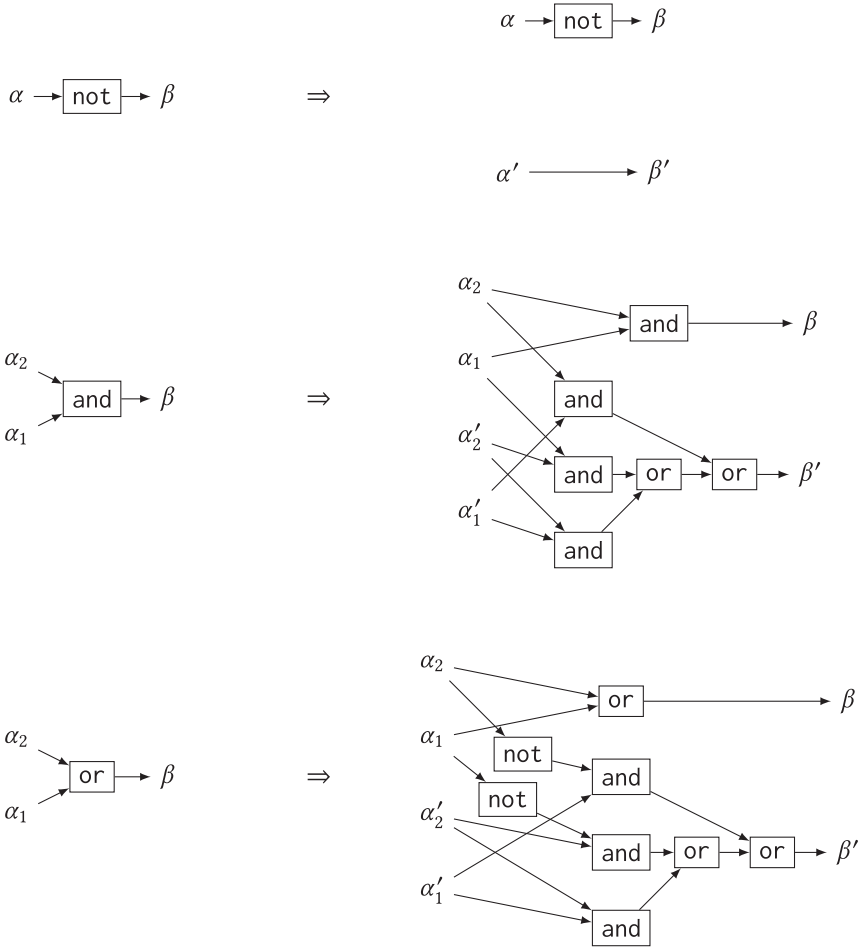 α not β
α not β ⇒
α′ β′
α₂
and β
α₂ α₁
and β ⇒ and
α₁ α′₂
and or or β′
α′₁
and
α₂
or β
α₂ α₁
not
or β ⇒ and
not
α₁ α′₂
and or or β′
α′₁
and